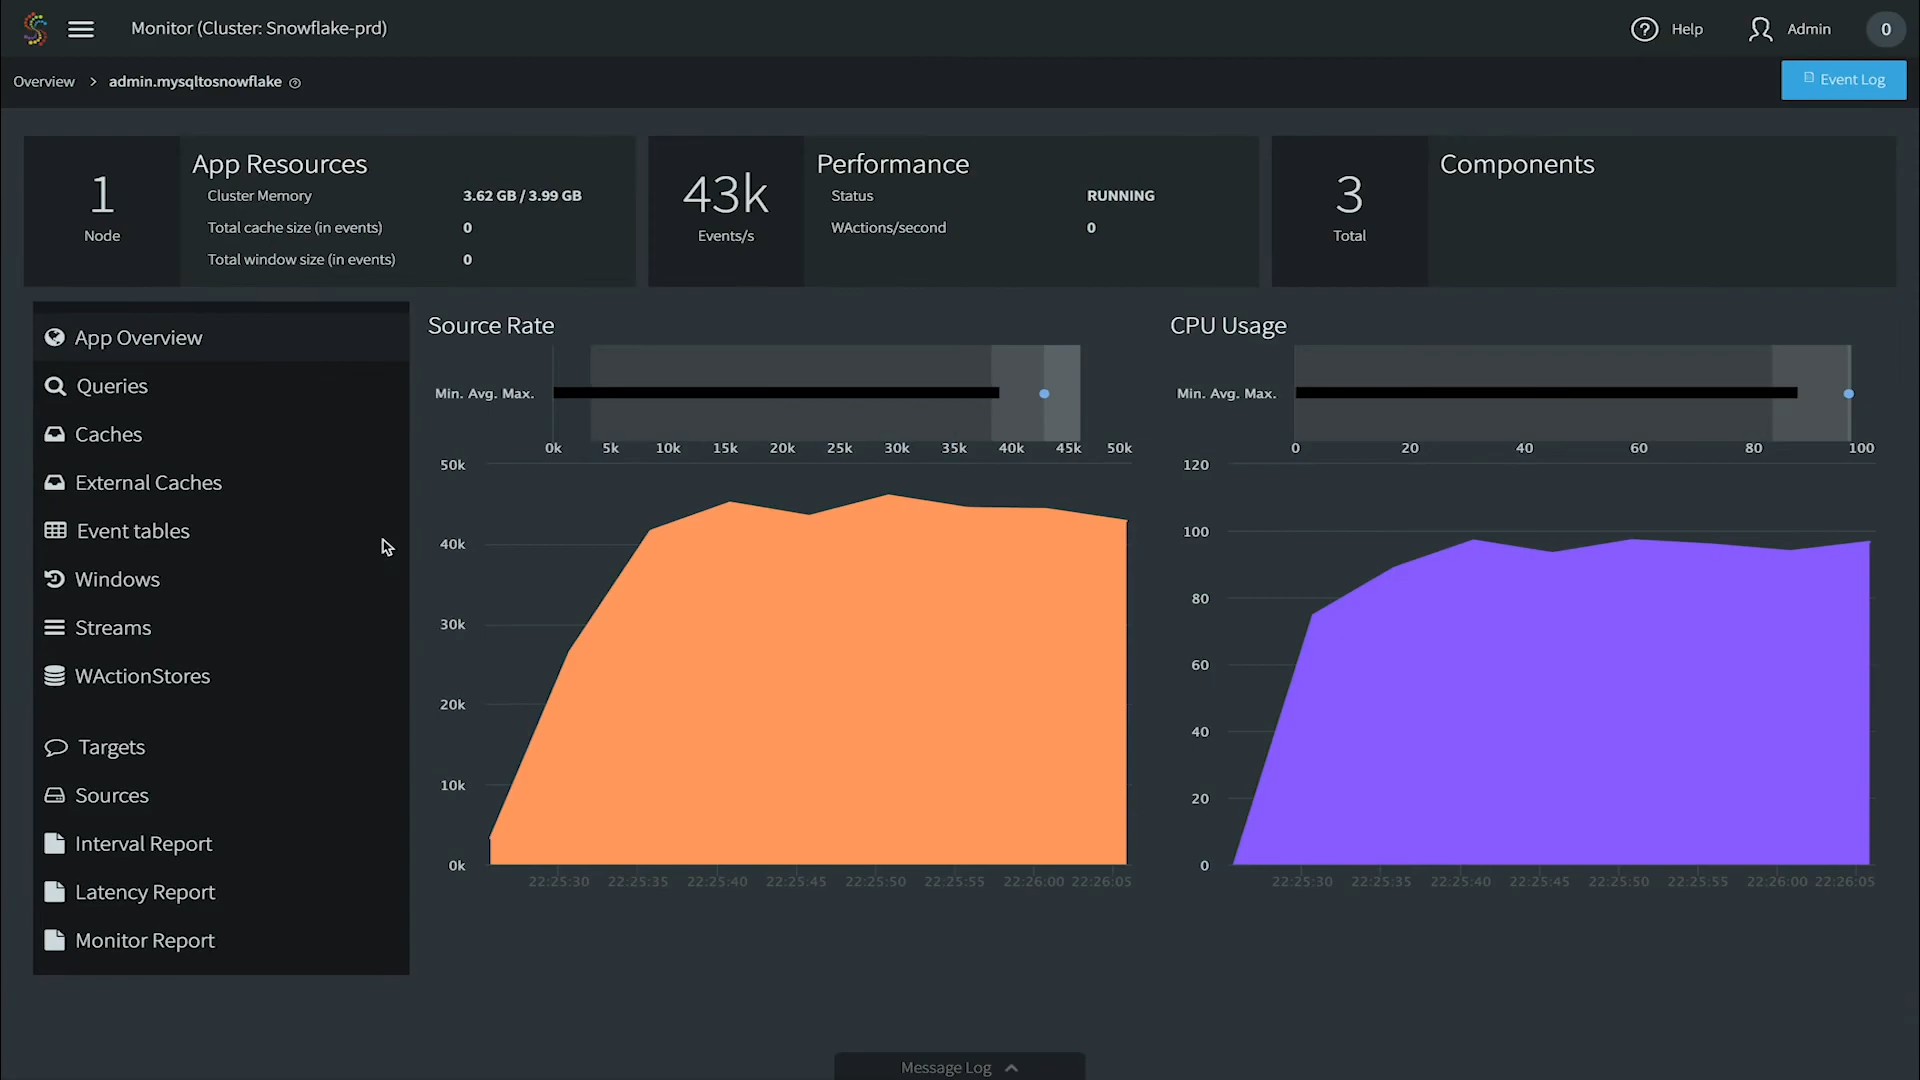 Monitor (Cluster: Snowflake-prd)
Help
Admin
0
Overview > admin.mysqltosnowflake
Event Log
1
Node
App Resources
Cluster Memory 3.62 GB / 3.99 GB
Total cache size (in events) 0
Total window size (in events) 0
43k
Events/s
Performance
Status RUNNING
WActions/second 0
3
Total
Components
App Overview
Queries
Caches
External Caches
Event tables
Windows
Streams
WActionStores
Targets
Sources
Interval Report
Latency Report
Monitor Report
Source Rate
Min. Avg. Max.
0k 5k 10k 15k 20k 25k 30k 35k 40k 45k 50k
50k
40k
30k
20k
10k
0k
22:25:30 22:25:35 22:25:40 22:25:45 22:25:50 22:25:55 22:26:00 22:26:05
CPU Usage
Min. Avg. Max.
0 20 40 60 80 100
120
100
80
60
40
20
0
22:25:30 22:25:35 22:25:40 22:25:45 22:25:50 22:25:55 22:26:00 22:26:05
Message Log